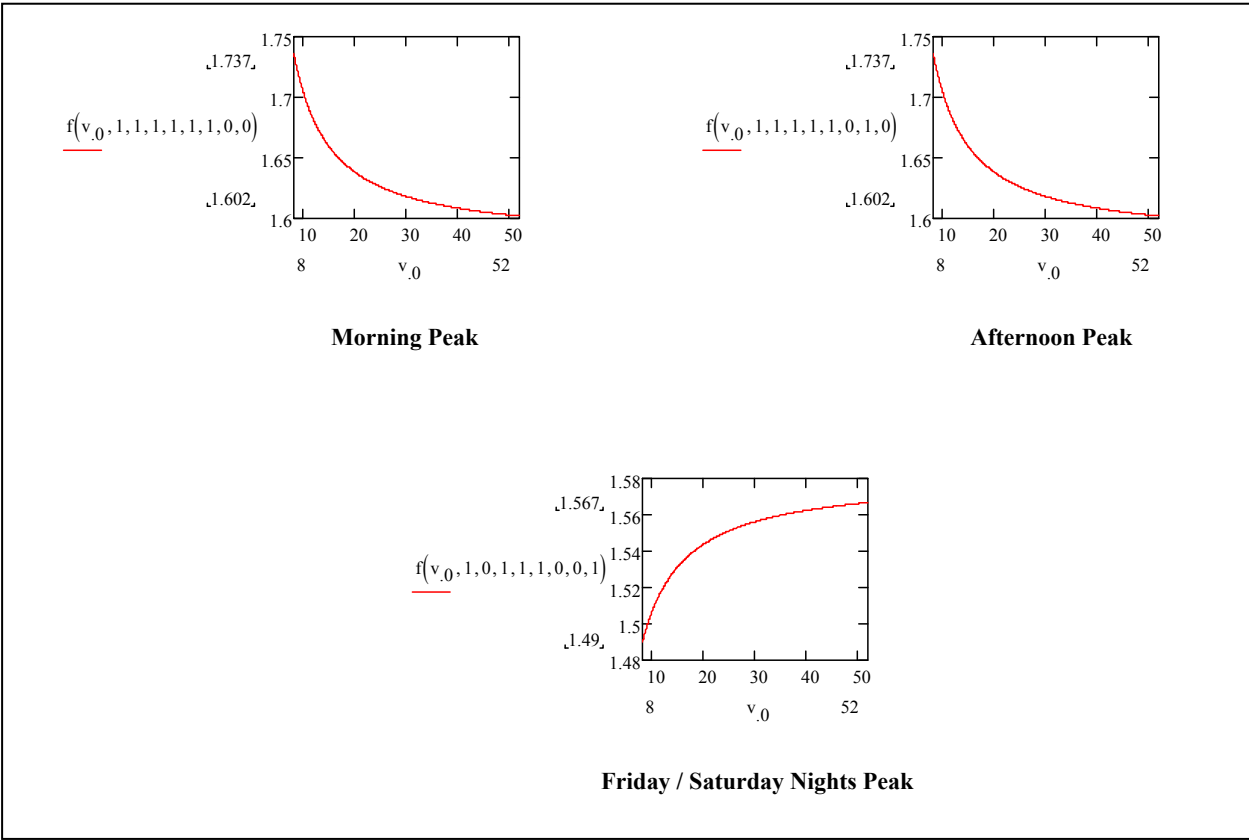 1.75
1.737
1.7
f(v.0,1,1,1,1,1,1,0,0)
1.65
1.602
1.6
10 20 30 40 50
8 v.0 52
Morning Peak
1.75
1.737
1.7
f(v.0,1,1,1,1,1,0,1,0)
1.65
1.602
1.6
10 20 30 40 50
8 v.0 52
Afternoon Peak
1.58
1.567
1.56
1.54
f(v.0,1,0,1,1,1,0,0,1)
1.52
1.5
1.49
1.48
10 20 30 40 50
8 v.0 52
Friday / Saturday Nights Peak